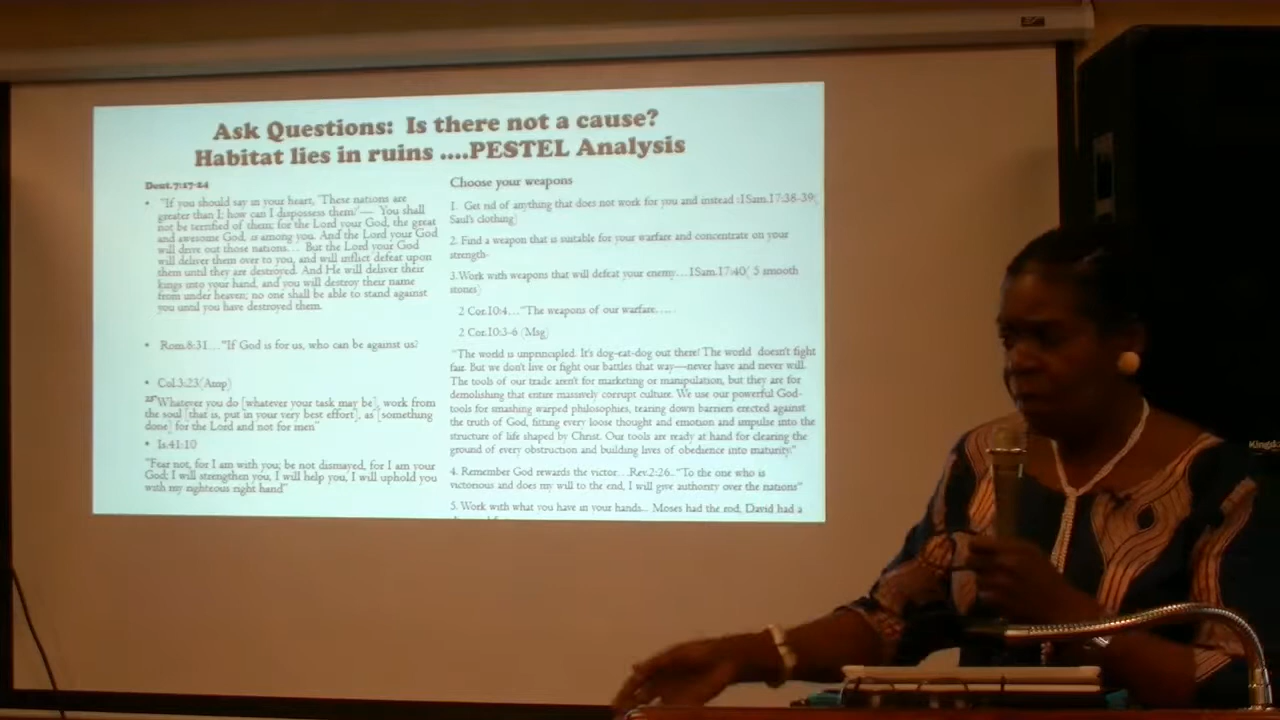 Ask Questions: Is there not a cause?
Habitat lies in ruins ....PESTEL Analysis
Deut.7:17-24
• "If you should say in your heart, 'These nations are
greater than I; how can I dispossess them?'— You shall
not be terrified of them; for the Lord your God, the great
and awesome God, is among you. And the Lord your God
will drive out those nations… But the Lord your God
will deliver them over to you, and will inflict defeat upon
them until they are destroyed. And He will deliver their
kings into your hand, and you will destroy their name
from under heaven; no one shall be able to stand against
you until you have destroyed them.
• Rom.8:31…"If God is for us, who can be against us?
• Col.3:23(Amp)
23"Whatever you do [whatever your task may be], work from
the soul [that is, put in your very best effort], as [something
done] for the Lord and not for men"
• Is.41:10
"Fear not, for I am with you; be not dismayed, for I am your
God; I will strengthen you, I will help you, I will uphold you
with my righteous right hand"
Choose your weapons
1. Get rid of anything that does not work for you and instead :1Sam.17:38-39(
Saul's clothing)
2. Find a weapon that is suitable for your warfare and concentrate on your
strength-
3.Work with weapons that will defeat your enemy…1Sam.17:40( 5 smooth
stones)
2 Cor.10:4…"The weapons of our warfare….
2 Cor.10:3-6 (Msg)
"The world is unprincipled. It's dog-eat-dog out there! The world doesn't fight
fair. But we don't live or fight our battles that way—never have and never will.
The tools of our trade aren't for marketing or manipulation, but they are for
demolishing that entire massively corrupt culture. We use our powerful God-
tools for smashing warped philosophies, tearing down barriers erected against
the truth of God, fitting every loose thought and emotion and impulse into the
structure of life shaped by Christ. Our tools are ready at hand for clearing the
ground of every obstruction and building lives of obedience into maturity."
4. Remember God rewards the victor…Rev.2:26.."To the one who is
victorious and does my will to the end, I will give authority over the nations"
5. Work with what you have in your hands… Moses had the rod, David had a